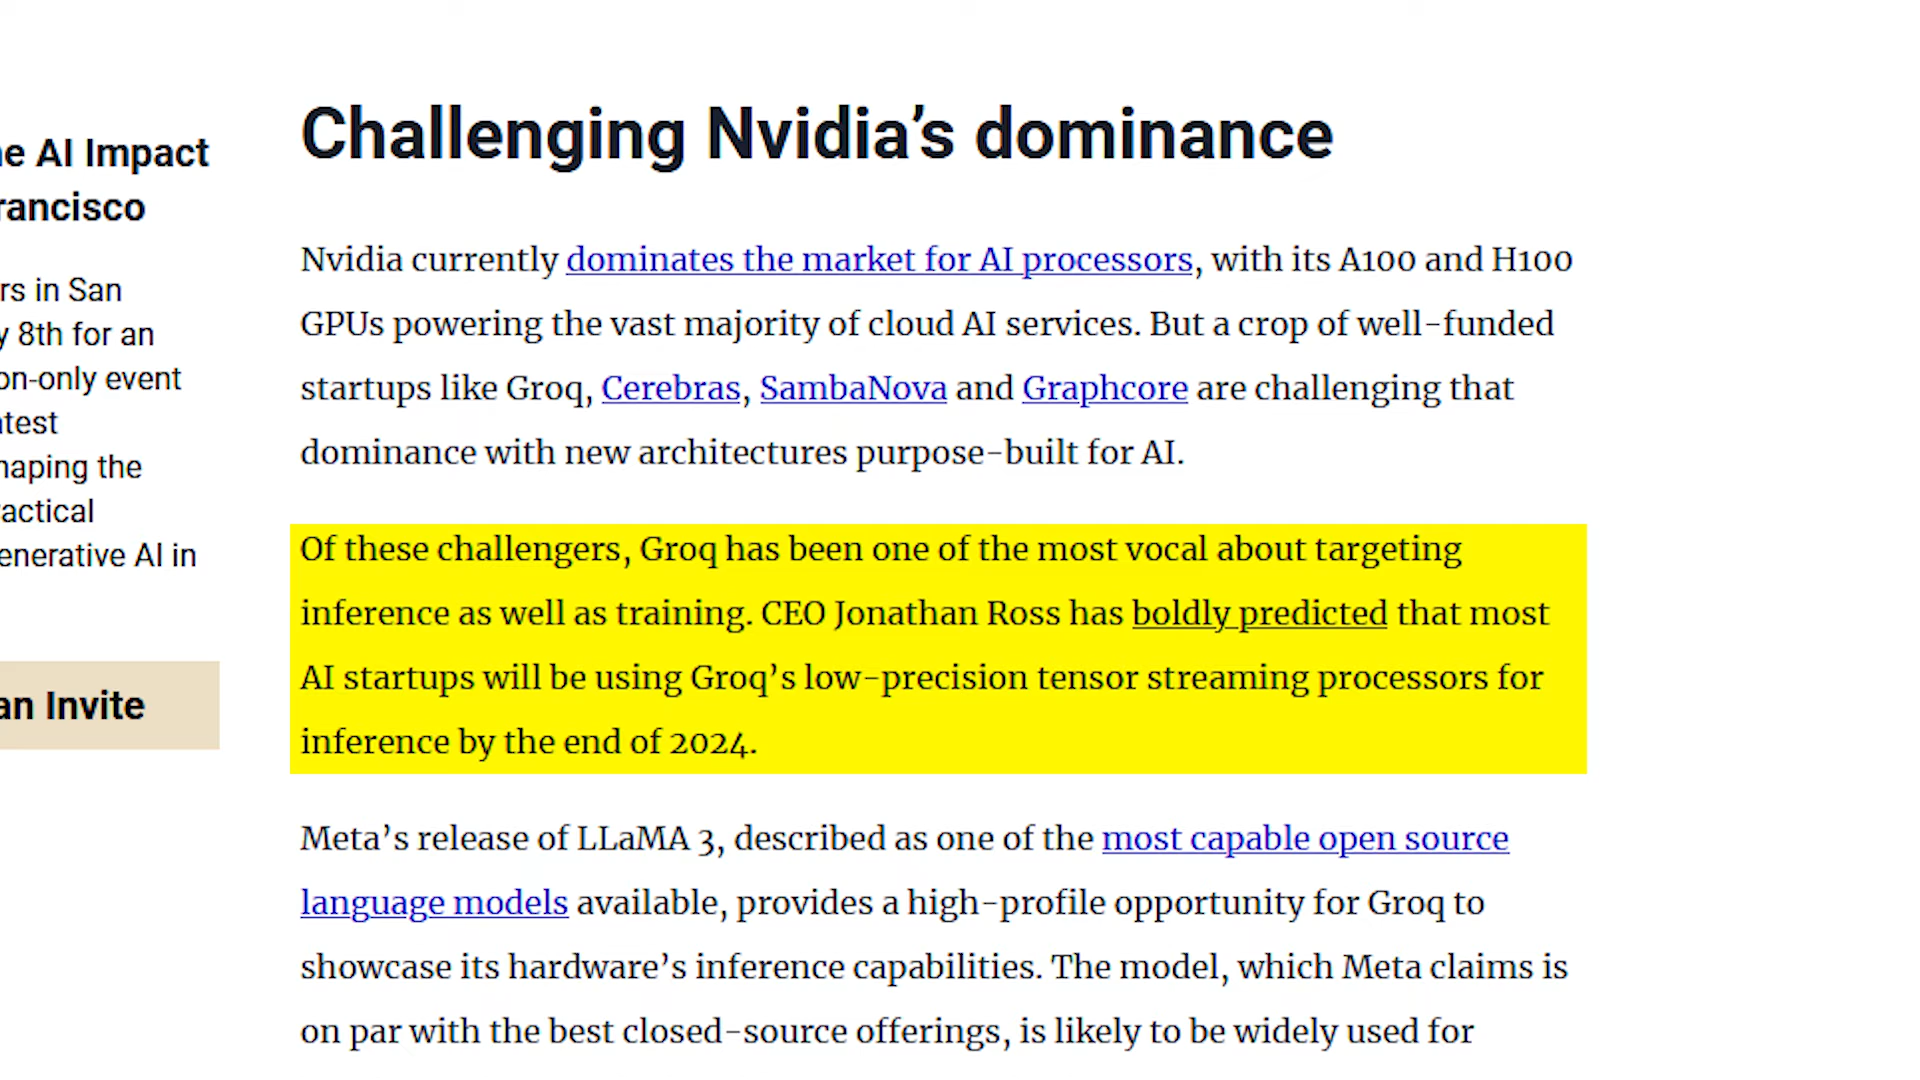 ne AI Impact
rancisco
rs in San
y 8th for an
on-only event
test
haping the
actical
enerative AI in
an Invite
Challenging Nvidia’s dominance
Nvidia currently dominates the market for AI processors, with its A100 and H100
GPUs powering the vast majority of cloud AI services. But a crop of well-funded
startups like Groq, Cerebras, SambaNova and Graphcore are challenging that
dominance with new architectures purpose-built for AI.
Of these challengers, Groq has been one of the most vocal about targeting
inference as well as training. CEO Jonathan Ross has boldly predicted that most
AI startups will be using Groq’s low-precision tensor streaming processors for
inference by the end of 2024.
Meta’s release of LLaMA 3, described as one of the most capable open source
language models available, provides a high-profile opportunity for Groq to
showcase its hardware’s inference capabilities. The model, which Meta claims is
on par with the best closed-source offerings, is likely to be widely used for